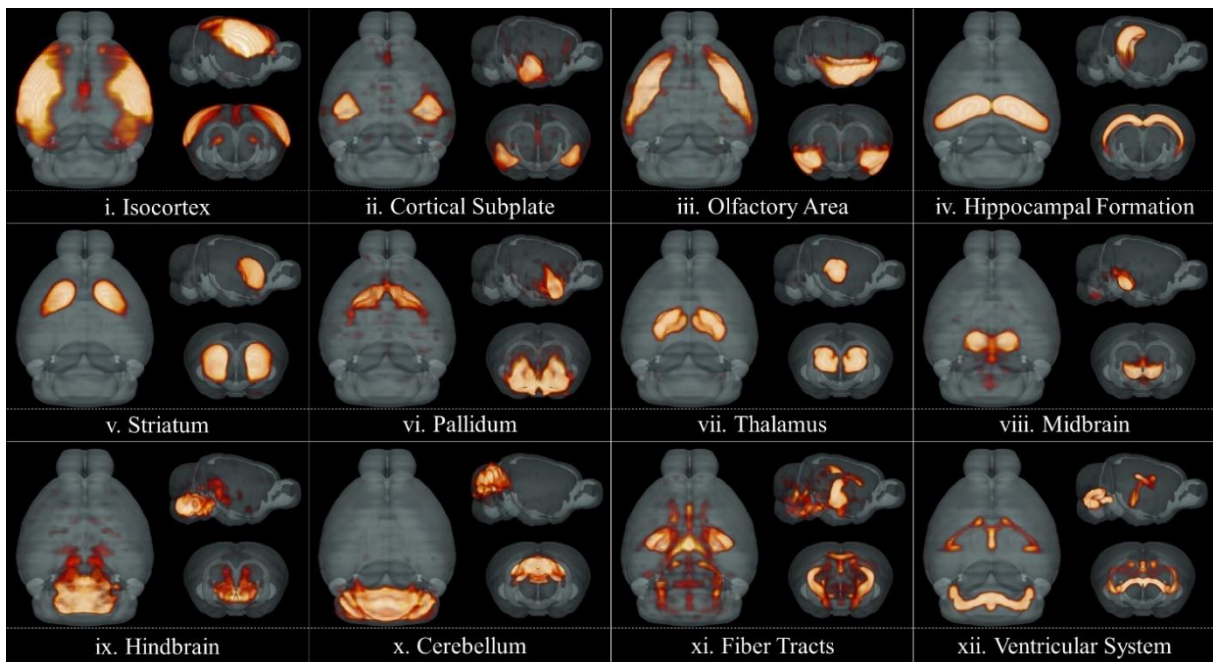 i. Isocortex
ii. Cortical Subplate
iii. Olfactory Area
iv. Hippocampal Formation
v. Striatum
vi. Pallidum
vii. Thalamus
viii. Midbrain
ix. Hindbrain
x. Cerebellum
xi. Fiber Tracts
xii. Ventricular System